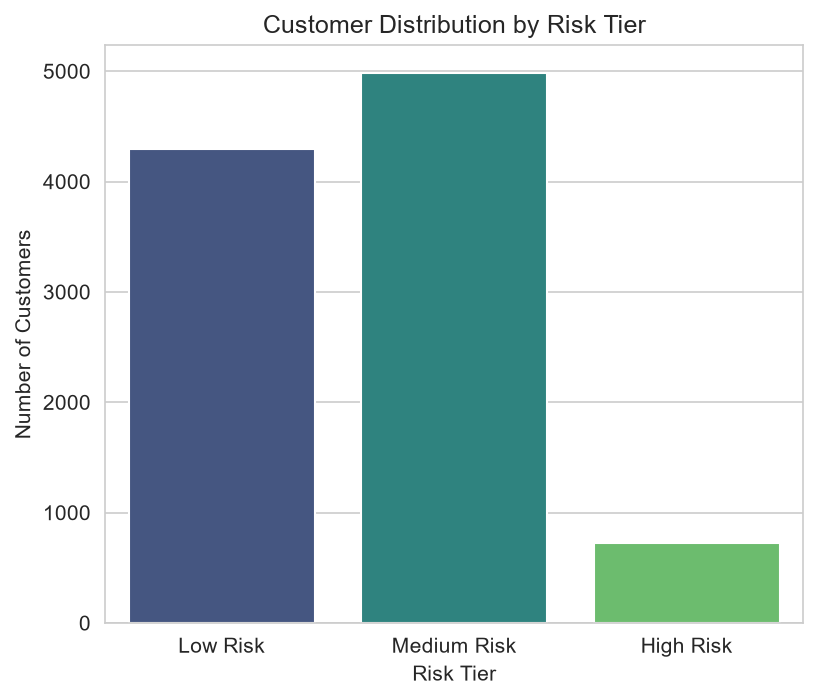 Customer Distribution by Risk Tier
5000
4000
3000
2000
1000
0
Number of Customers
Low Risk
Medium Risk
High Risk
Risk Tier